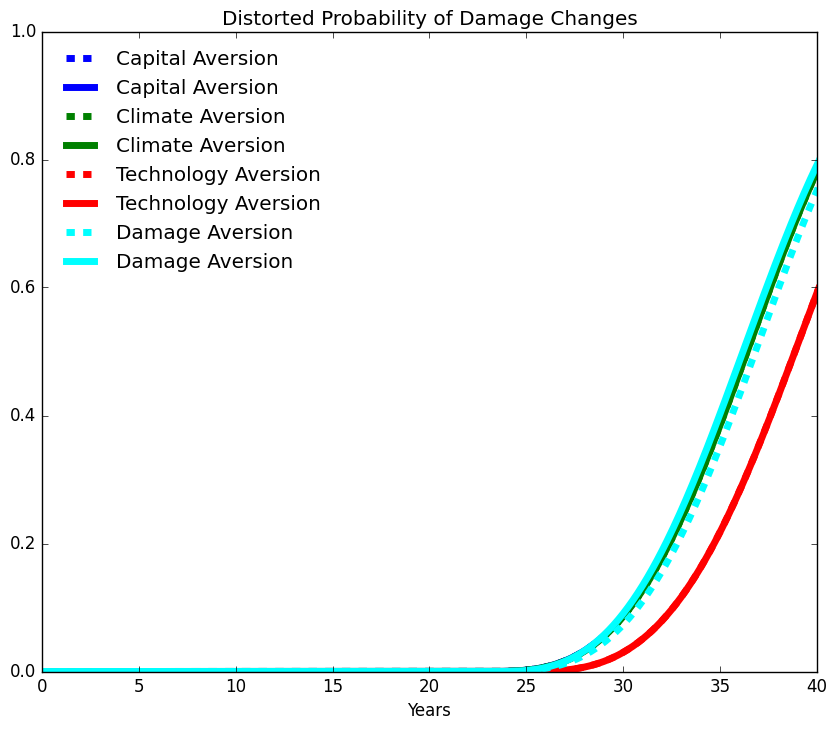 Distorted Probability of Damage Changes
1.0
Capital Aversion
Capital Aversion
Climate Aversion
Climate Aversion
Technology Aversion
Technology Aversion
Damage Aversion
Damage Aversion
0.8
0.6
0.4
0.2
0.0
0 5 10 15 20 25 30 35 40
Years